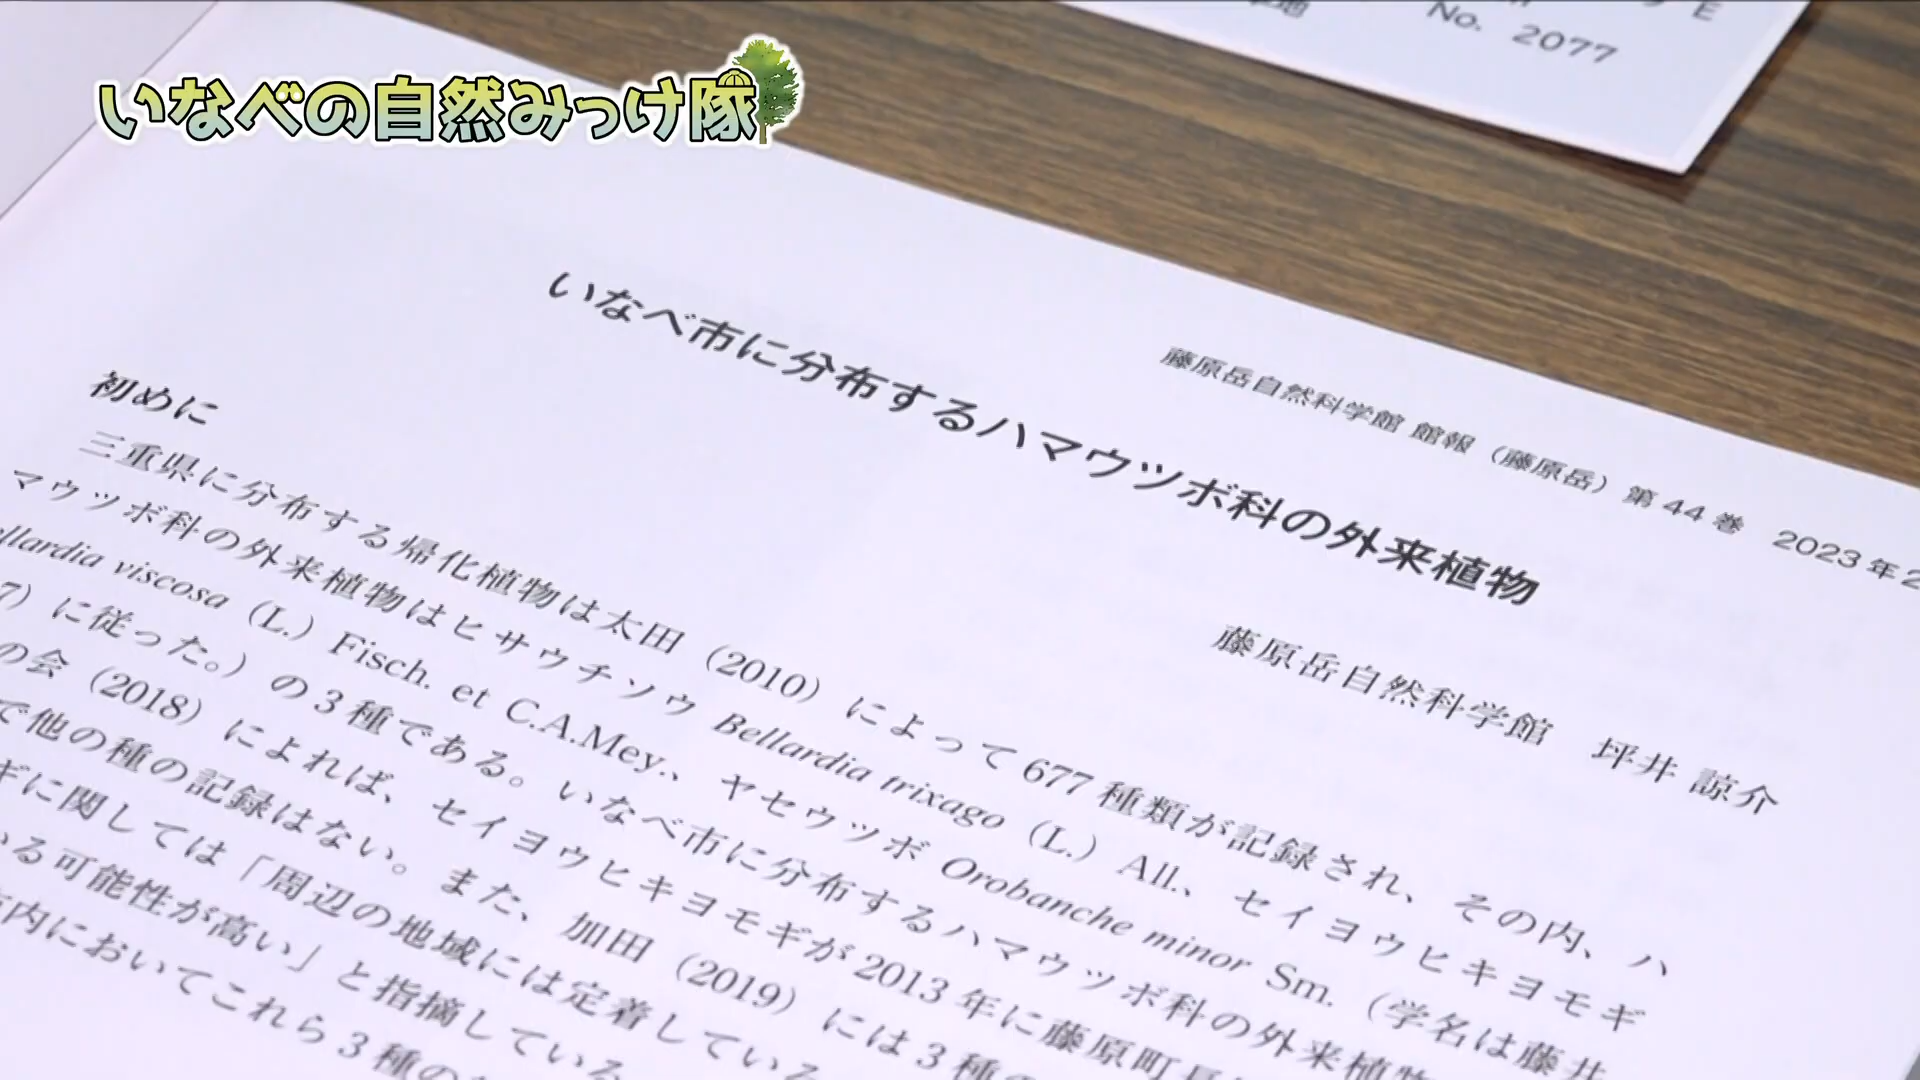 No. 2077
いなべの自然みっけ隊
藤原岳自然科学館 館報（藤原岳）第 44 巻 2023 年 2
いなべ市に分布するハマウツボ科の外来植物
藤原岳自然科学館 坪井 諒介
初めに
三重県に分布する帰化植物は太田（2010）によって 677 種類が記録され、その内、ハ
マウツボ科の外来植物はヒサウチソウ Bellardia trixago（L.）All.、セイヨウヒキヨモギ
ellardia viscosa（L.）Fisch. et C.A.Mey.、ヤセウツボ Orobanche minor Sm.（学名は藤井
7）に従った。）の 3 種である。いなべ市に分布するハマウツボ科の外来植物
の会（2018）によれば、セイヨウヒキヨモギが 2013 年に藤原町
で他の種の記録はない。また、加田（2019）には 3 種の
ギに関しては「周辺の地域には定着している
いる可能性が高い」と指摘している
内においてこれら 3 種の